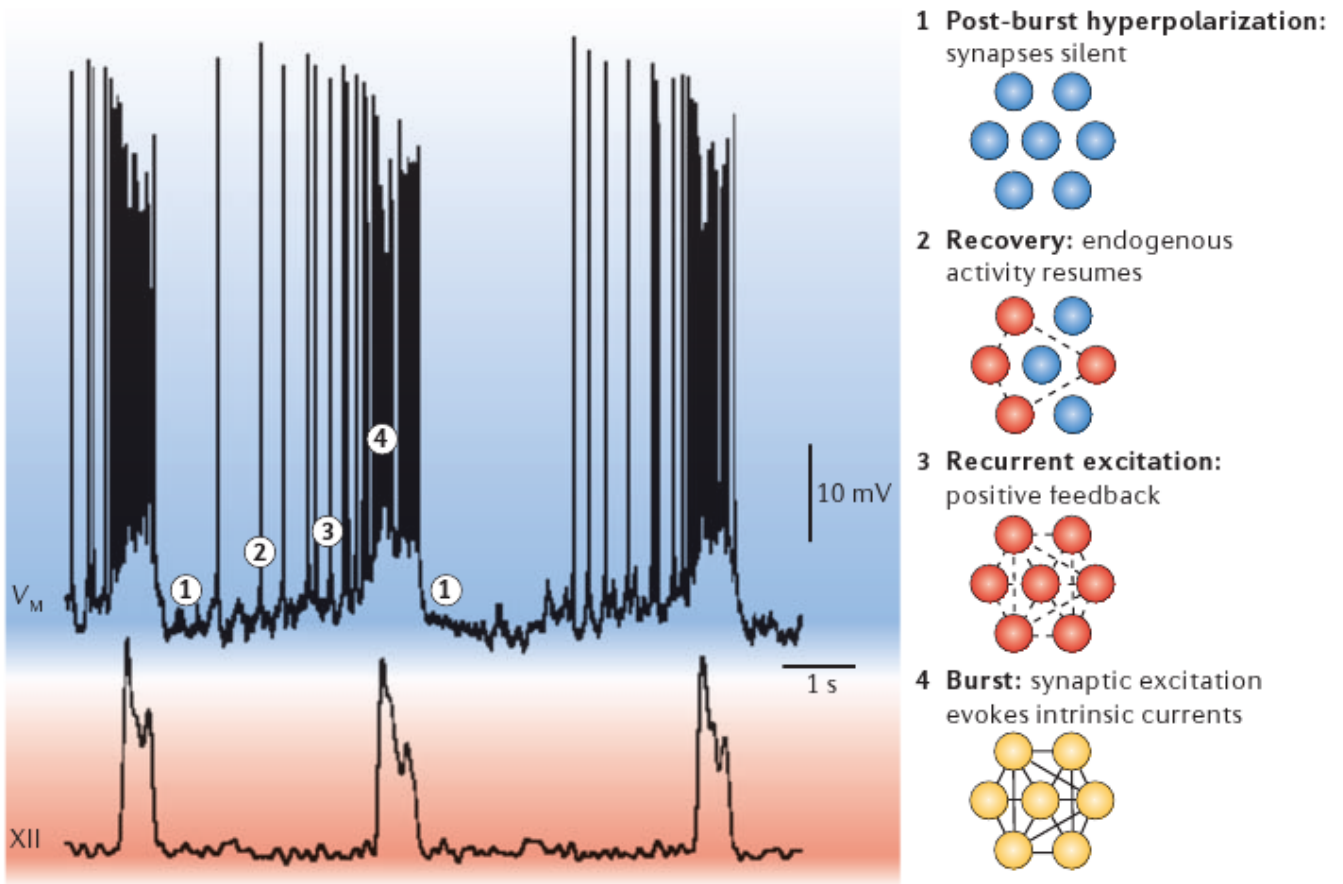 1 Post-burst hyperpolarization:
synapses silent
2 Recovery: endogenous
activity resumes
3 Recurrent excitation:
positive feedback
4 Burst: synaptic excitation
evokes intrinsic currents
4
10 mV
3
2
1
1
VM
1 s
XII